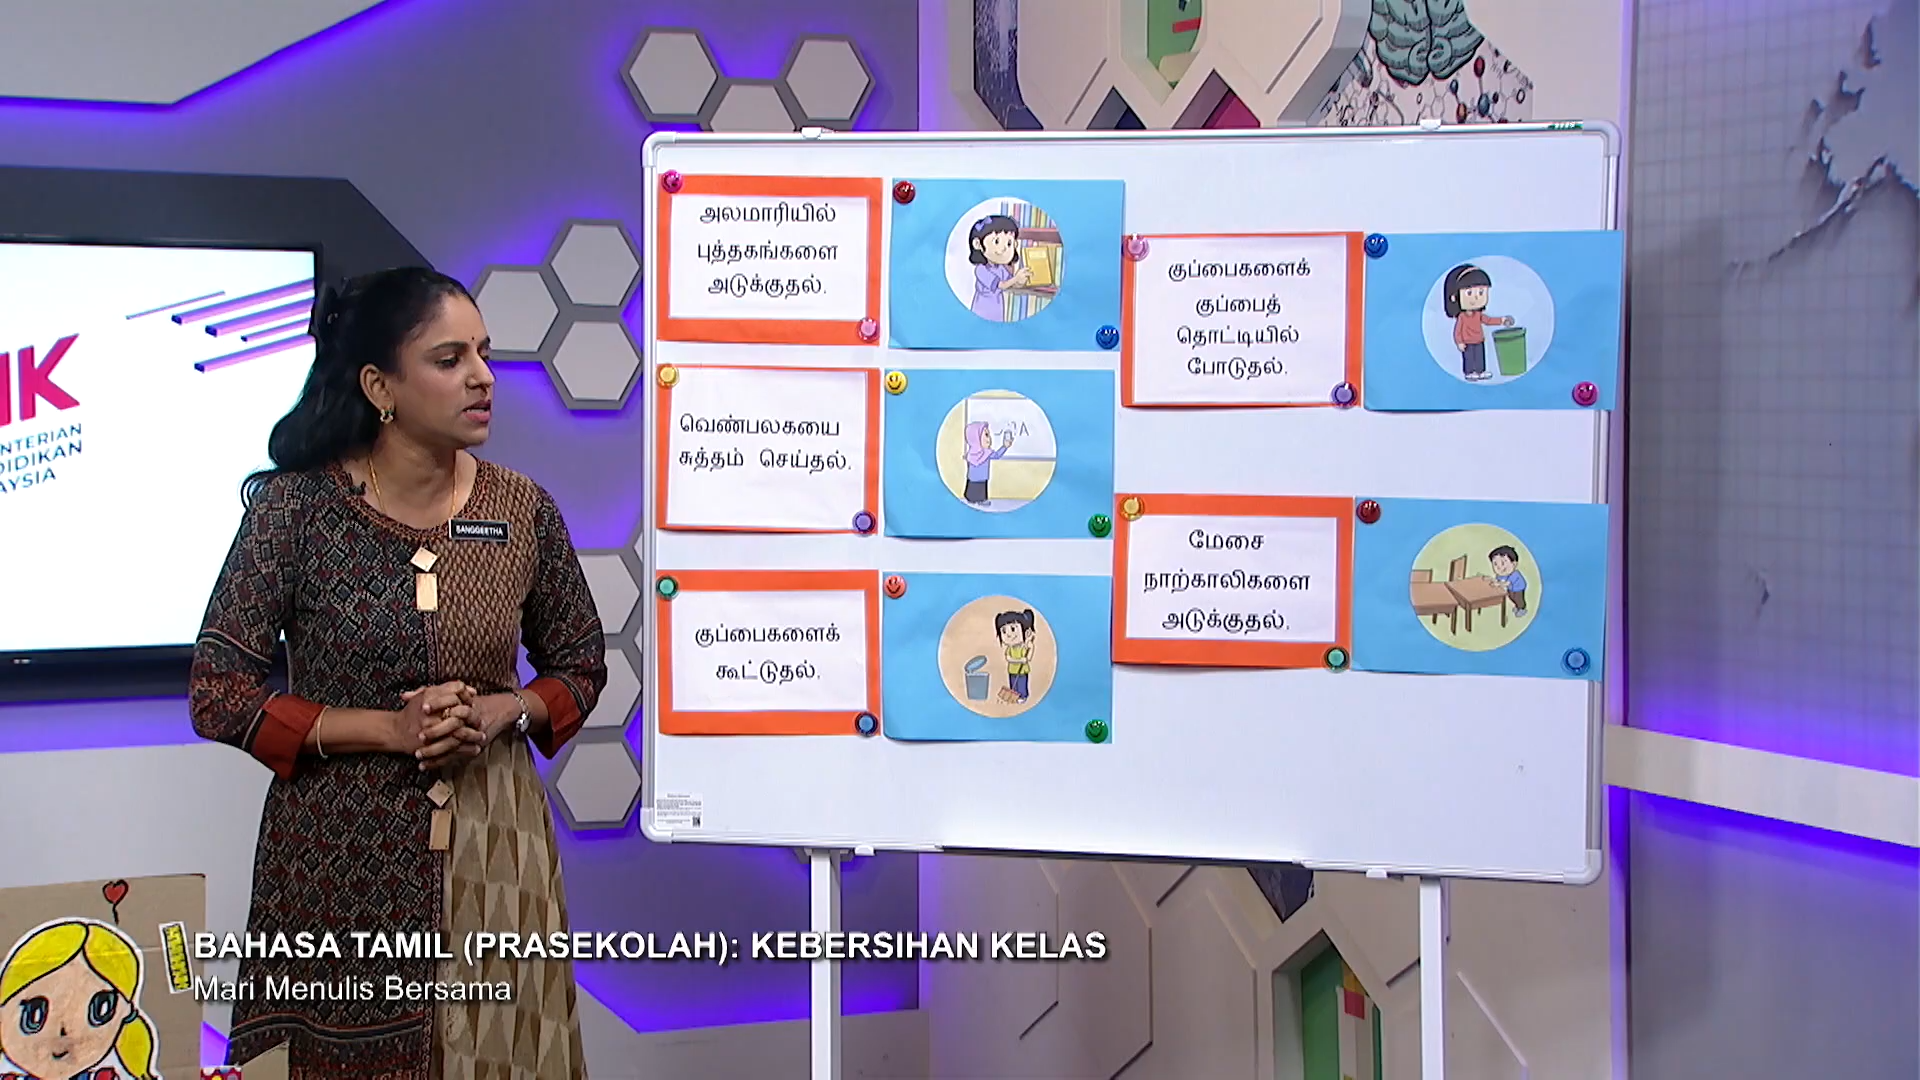 அலமாரியில்
புத்தகங்களை
அடுக்குதல்.
வெண்பலகயை
சுத்தம் செய்தல்.
குப்பைகளைக்
கூட்டுதல்.
குப்பைகளைக்
குப்பைத்
தொட்டியில்
போடுதல்.
மேசை
நாற்காலிகளை
அடுக்குதல்.
SANGGEETHA
BAHASA TAMIL (PRASEKOLAH): KEBERSIHAN KELAS
Mari Menulis Bersama